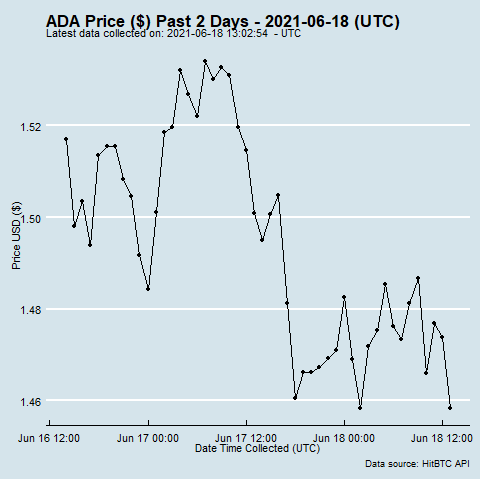 ADA Price ($) Past 2 Days - 2021-06-18 (UTC)
Latest data collected on: 2021-06-18 13:02:54 - UTC
1.52
1.50
1.48
1.46
Price USD ($)
Jun 16 12:00
Jun 17 00:00
Jun 17 12:00
Jun 18 00:00
Jun 18 12:00
Date Time Collected (UTC)
Data source: HitBTC API